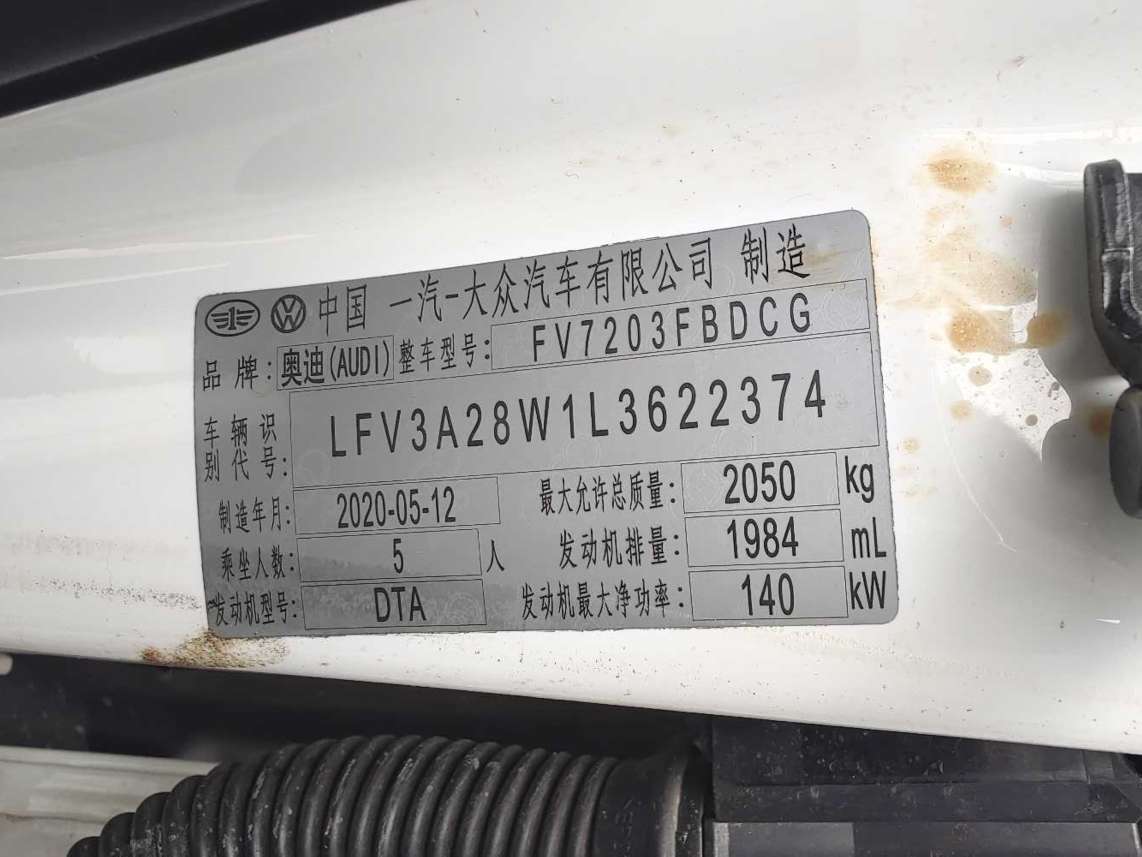 中国 一汽-大众汽车有限公司 制造
品牌: 奥迪(AUDI) 整车型号: FV7203FBDCG
车辆识别代号: LFV3A28W1L3622374
制造年月: 2020-05-12 最大允许总质量: 2050 kg
乘坐人数: 5 人 发动机排量: 1984 mL
发动机型号: DTA 发动机最大净功率: 140 kW